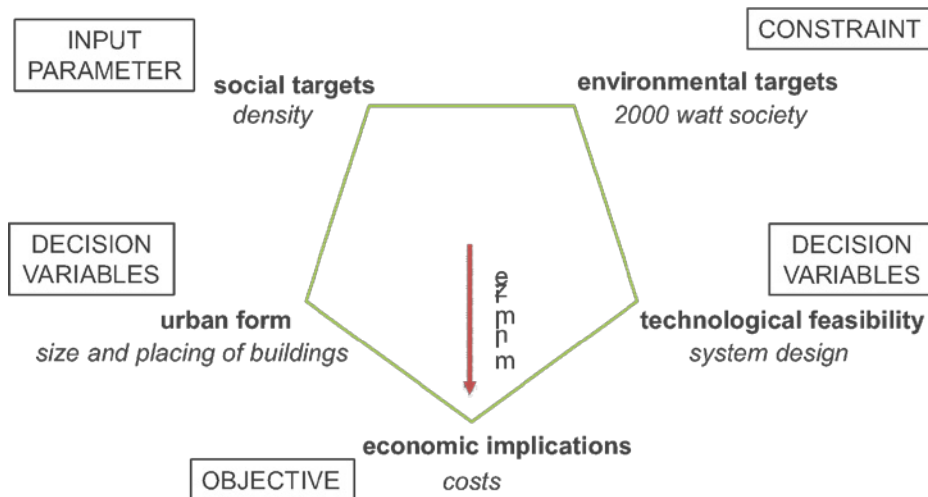 INPUT
PARAMETER
CONSTRAINT
social targets
density
environmental targets
2000 watt society
DECISION
VARIABLES
DECISION
VARIABLES
minimize
urban form
size and placing of buildings
technological feasibility
system design
economic implications
costs
OBJECTIVE